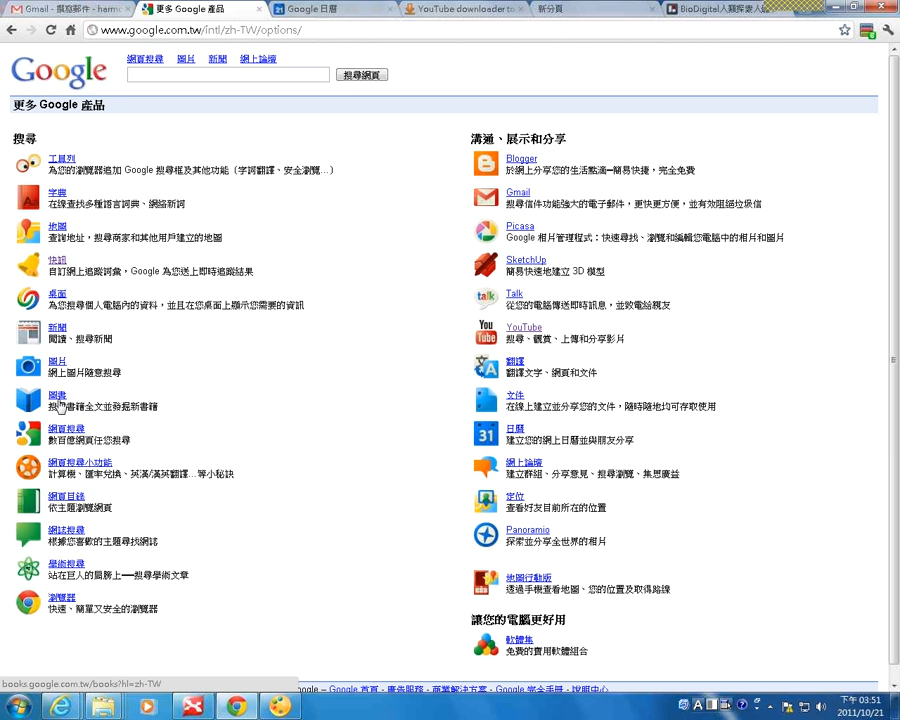 Gmail - 撰寫郵件 - harmo
更多 Google 產品
Google 日曆
YouTube downloader to
新分頁
BioDigital人類探索人
www.google.com.tw/intl/zh-TW/options/
Google
網頁搜尋 圖片 新聞 網上論壇
搜尋網頁
更多 Google 產品
搜尋
工具列
為您的瀏覽器追加 Google 搜尋框及其他功能 (字詞翻譯、安全瀏覽...)
字典
在線查找多種語言詞典、網絡新詞
地圖
查詢地址，搜尋商家和其他用戶建立的地圖
快訊
自訂網上追蹤詞彙，Google 為您送上即時追蹤結果
桌面
為您搜尋個人電腦內的資料，並且在您桌面上顯示您需要的資訊
新聞
閱讀、搜尋新聞
圖片
網上圖片隨意搜尋
圖書
搜尋書籍全文並發掘新書籍
網頁搜尋
數百億網頁任您搜尋
網頁搜尋小功能
計算機、匯率兌換、英漢/漢英翻譯...等小秘訣
網頁目錄
依主題瀏覽網頁
網誌搜尋
根據您喜歡的主題尋找網誌
學術搜尋
站在巨人的肩膀上──搜尋學術文章
瀏覽器
快速、簡單又安全的瀏覽器
溝通、展示和分享
Blogger
於網上分享您的生活點滴─簡易快捷，完全免費
Gmail
搜尋信件功能強大的電子郵件，更快更方便，並有效阻絕垃圾信
Picasa
Google 相片管理程式：快速尋找、瀏覽和編輯您電腦中的相片和圖片
SketchUp
簡易快速地建立 3D 模型
talk
Talk
從您的電腦傳送即時訊息，並致電給親友
You Tube
YouTube
搜尋、觀賞、上傳和分享影片
翻譯
翻譯文字、網頁和文件
文件
在線上建立並分享您的文件，隨時隨地均可存取使用
31
日曆
建立您的網上日曆並與朋友分享
網上論壇
建立群組、分享意見、搜尋瀏覽、集思廣益
定位
查看好友目前所在的位置
Panoramio
探索並分享全世界的相片
地圖行動版
透過手機查看地圖、您的位置及取得路線
讓您的電腦更好用
軟體集
免費的實用軟體組合
books.google.com.tw/books?hl=zh-TW
oogle - Google 首頁 - 廣告服務 - 商業解決方案 - Google 完全手冊 - 說明中心
下午 03:51
2011/10/21